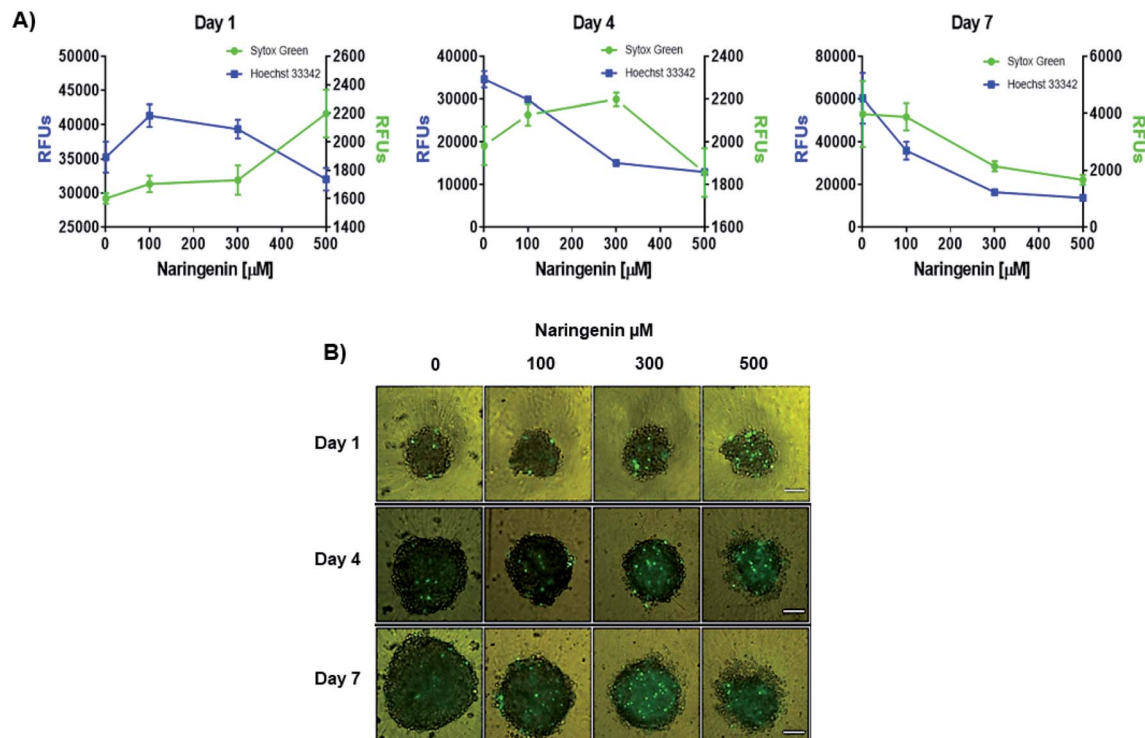 A)
Day 1
Sytox Green
Hoechst 33342
50000
45000
40000
35000
30000
25000
RFUs
2600
2400
2200
2000
1800
1600
1400
RFUs
0 100 200 300 400 500
Naringenin [µM]
Day 4
Sytox Green
Hoechst 33342
40000
30000
20000
10000
0
RFUs
2400
2200
2000
1800
1600
RFUs
0 100 200 300 400 500
Naringenin [µM]
Day 7
Sytox Green
Hoechst 33342
80000
60000
40000
20000
0
RFUs
6000
4000
2000
0
RFUs
0 100 200 300 400 500
Naringenin [µM]
B)
Naringenin µM
0 100 300 500
Day 1
Day 4
Day 7